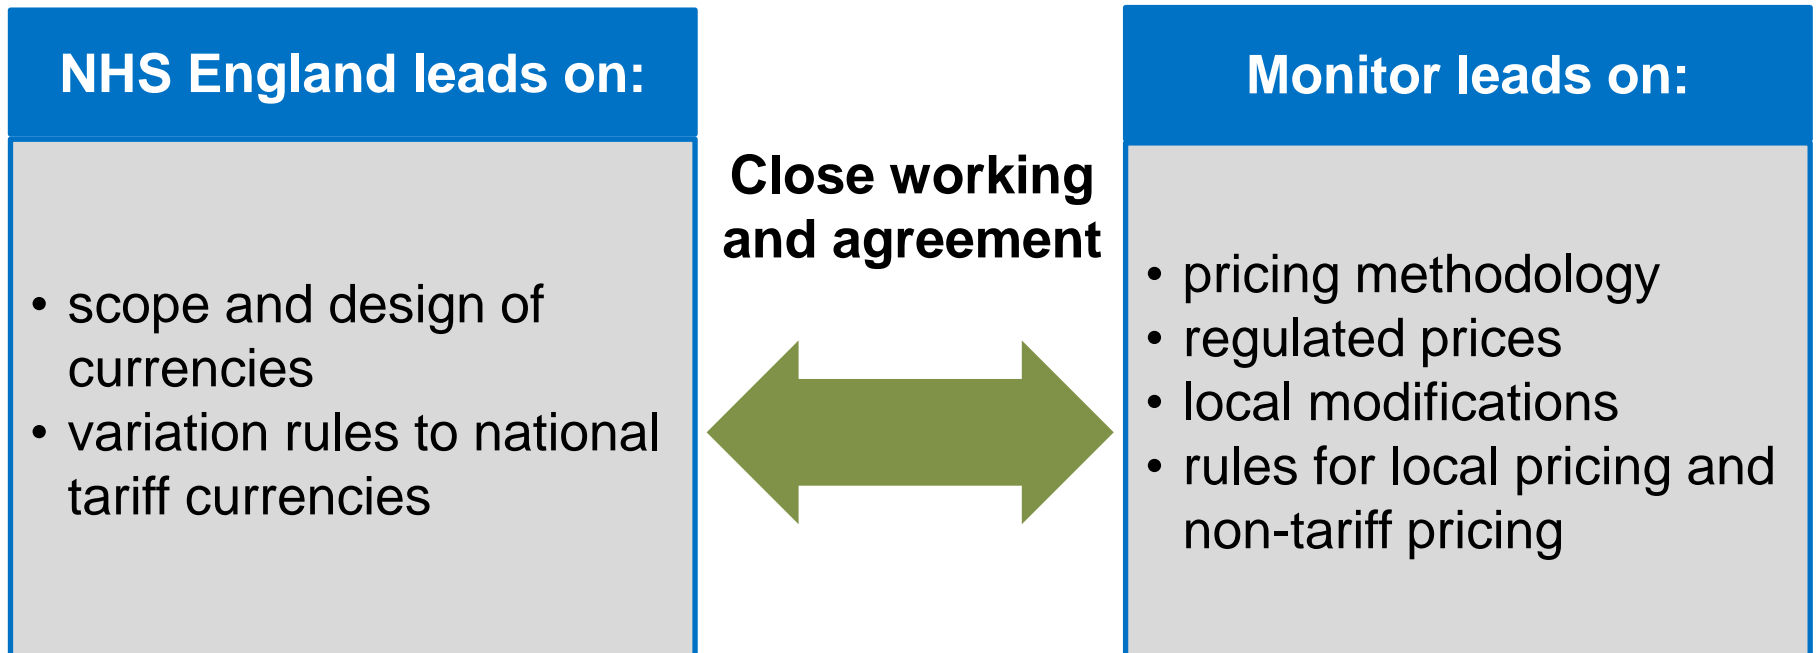 NHS England leads on:
• scope and design of
currencies
• variation rules to national
tariff currencies
Close working
and agreement
Monitor leads on:
• pricing methodology
• regulated prices
• local modifications
• rules for local pricing and
non-tariff pricing